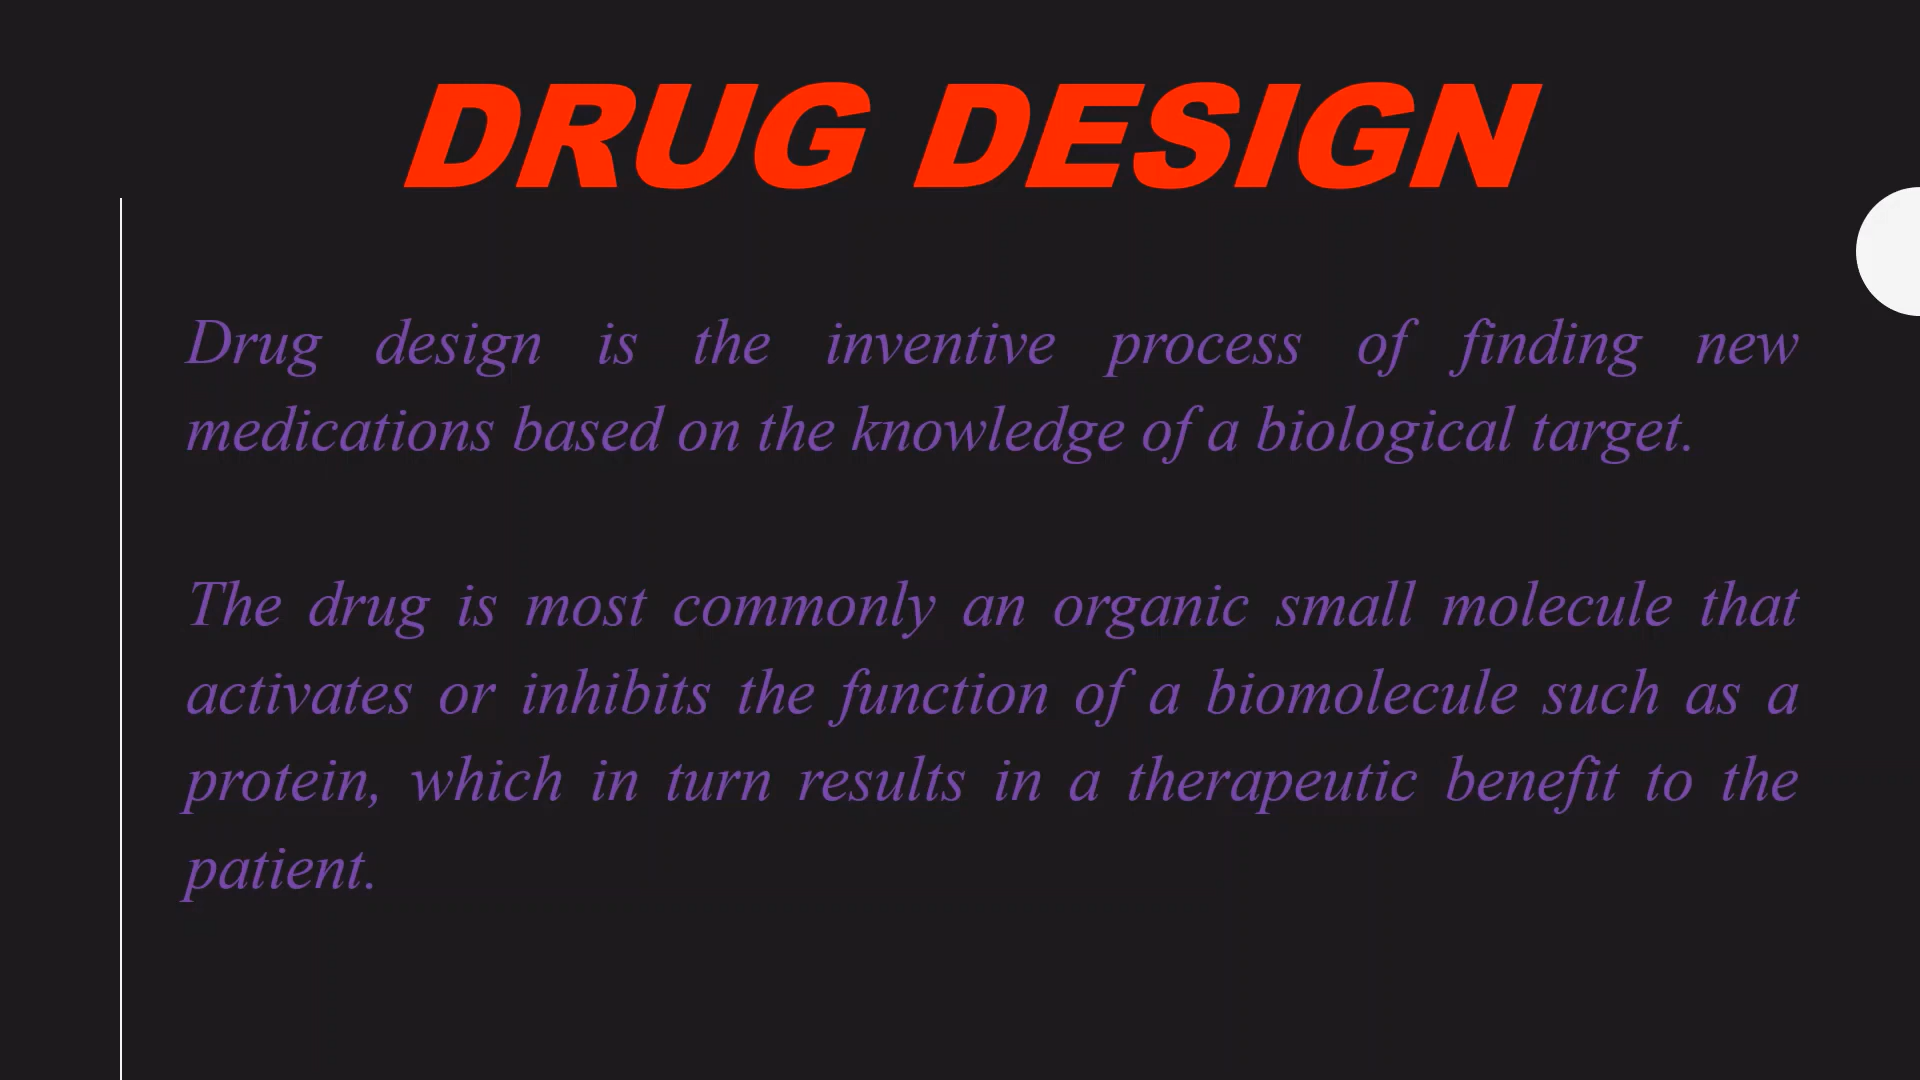 DRUG DESIGN
Drug design is the inventive process of finding new
medications based on the knowledge of a biological target.
The drug is most commonly an organic small molecule that
activates or inhibits the function of a biomolecule such as a
protein, which in turn results in a therapeutic benefit to the
patient.